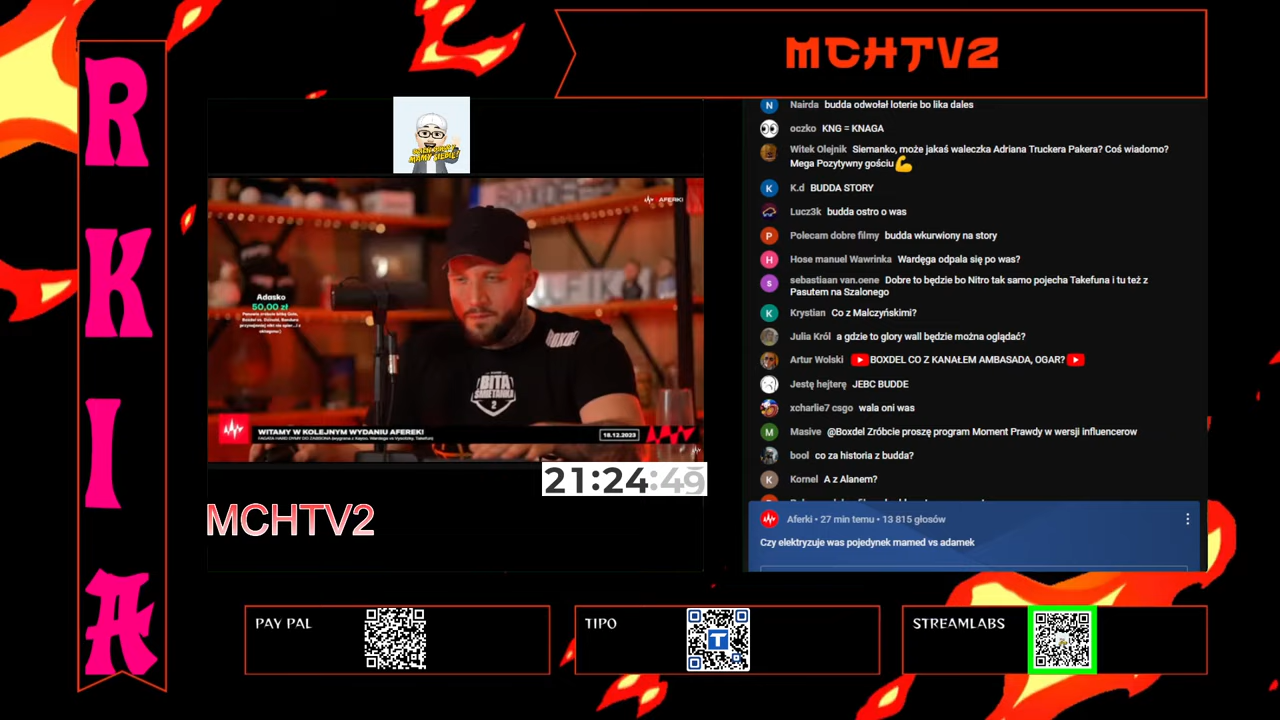 MCHTV2
R
K
I
A
MAMY CIEBIE!
AFERKI
Adasko
50,00 zł
BITA
ŚMIETANKA
2
WITAMY W KOLEJNYM WYDANIU AFEREK!
18.12.2023
21:24:49
MCHTV2
Nairda budda odwołał loterie bo lika dales
oczko KNG = KNAGA
Witek Olejnik Siemanko, może jakaś waleczka Adriana Truckera Pakera? Coś wiadomo?
Mega Pozytywny gościu💪
K.d BUDDA STORY
Lucz3k budda ostro o was
Polecam dobre filmy budda wkurwiony na story
Hose manuel Wawrinka Wardęga odpala się po was?
sebastiaan van.oene Dobre to będzie bo Nitro tak samo pojecha Takefuna i tu też z
Pasutem na Szalonego
Krystian Co z Malczyńskimi?
Julia Król a gdzie to glory wall będzie można oglądać?
Artur Wolski BOXDEL CO Z KANAŁEM AMBASADA, OGAR?
Jestę hejterę JEBC BUDDE
xcharlie7 csgo wala oni was
Masive @Boxdel Zróbcie proszę program Moment Prawdy w wersji influencerow
bool co za historia z budda?
Kornel A z Alanem?
Aferki • 27 min temu • 13 815 głosów
Czy elektryzuje was pojedynek mamed vs adamek
PAY PAL
TIPO
T
STREAMLABS